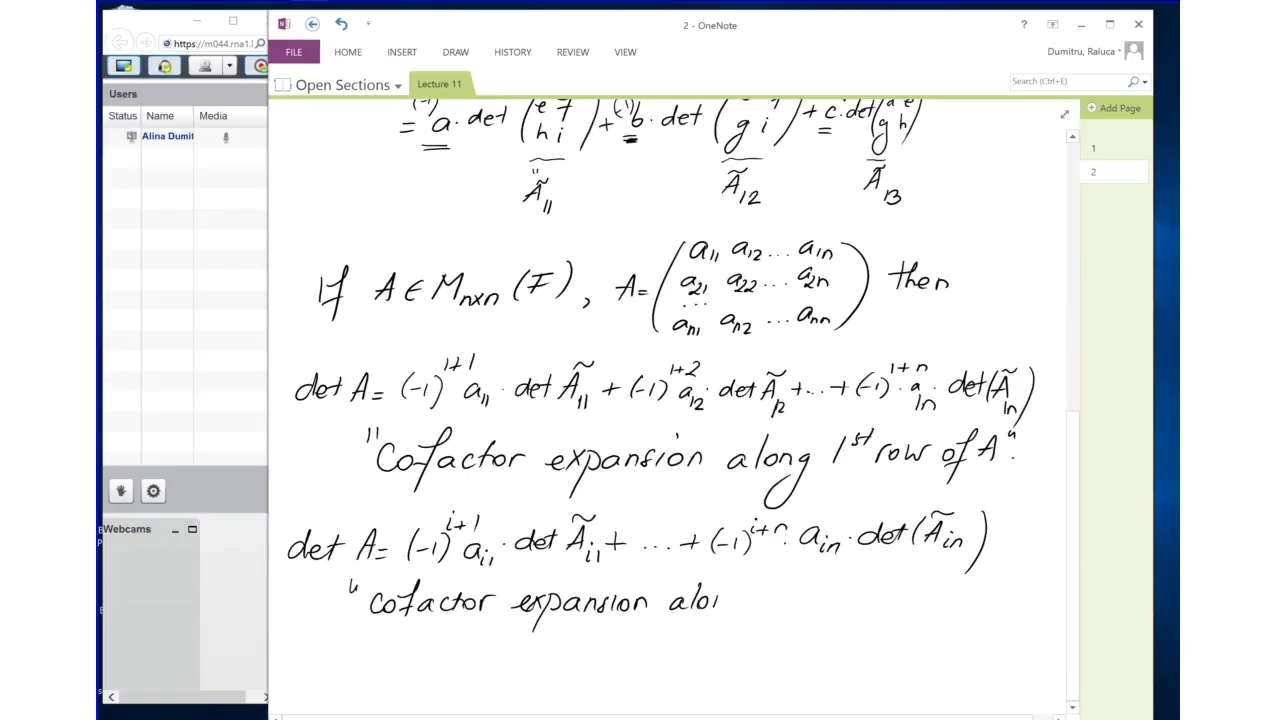 2 - OneNote
https://m044.rna1.l
FILE HOME INSERT DRAW HISTORY REVIEW VIEW
Dumitru, Raluca
Users
Open Sections
Lecture 11
Search (Ctrl+E)
Status Name Media
Alina Dumit
Add Page
1
2
= a · det (e f h i) + (-1) b · det ( g i) + c · det( g h)
Ã₁₁ Ã₁₂ Ã₁₃
If A ∈ Mₙₓₙ (F), A = (a₁₁ a₁₂ ... a₁ₙ
a₂₁ a₂₂ ... a₂ₙ
...
aₙ₁ aₙ₂ ... aₙₙ) then
det A = (-1)¹⁺¹ a₁₁ · det Ã₁₁ + (-1)¹⁺² a₁₂ · det Ã₁₂ + ... + (-1)¹⁺ⁿ · a₁ₙ · det(Ã₁ₙ)
"Cofactor expansion along 1st row of A".
det A = (-1)ⁱ⁺¹ aᵢ₁ · det Ãᵢ₁ + ... + (-1)ⁱ⁺ⁿ · aᵢₙ · det(Ãᵢₙ)
"cofactor expansion alo
Webcams